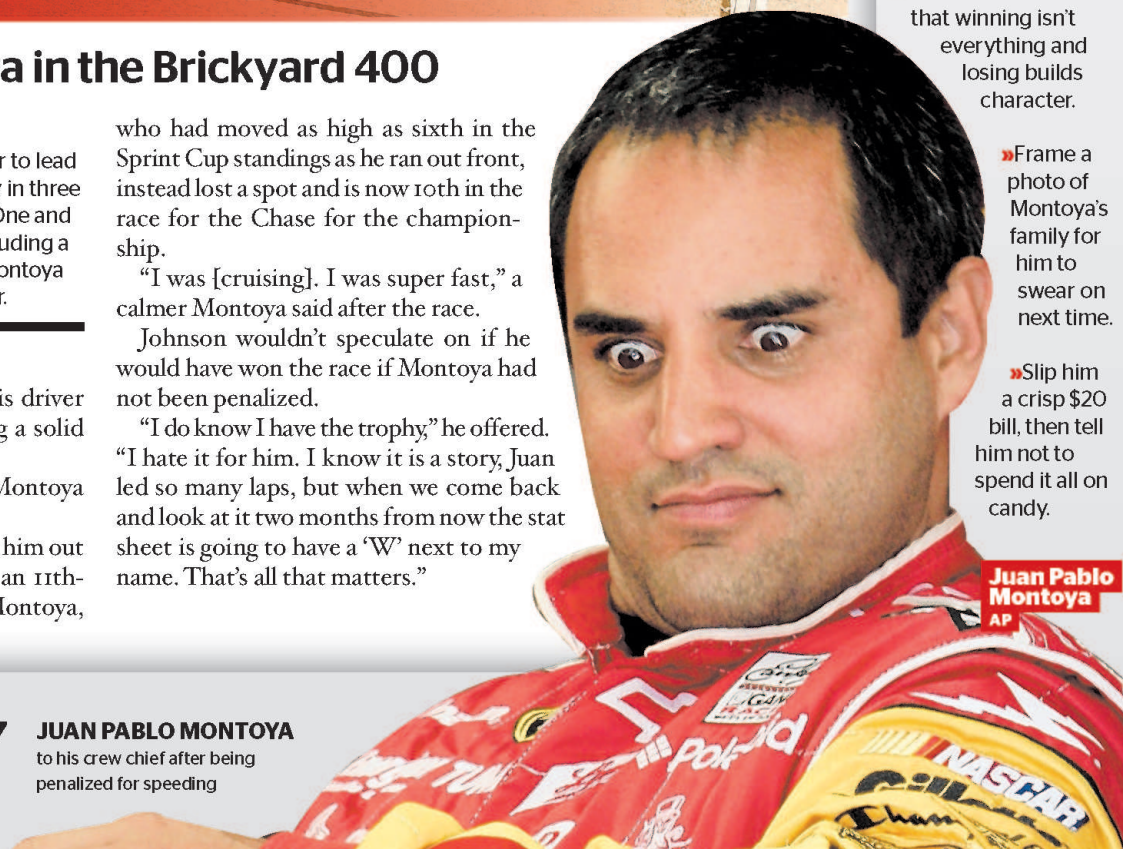 a in the Brickyard 400
r to lead
in three
One and
uding a
ontoya
r.
is driver
g a solid
Montoya
him out
an 11th-
Montoya,
who had moved as high as sixth in the
Sprint Cup standings as he ran out front,
instead lost a spot and is now 10th in the
race for the Chase for the champion-
ship.
“I was [cruising]. I was super fast,” a
calmer Montoya said after the race.
Johnson wouldn’t speculate on if he
would have won the race if Montoya had
not been penalized.
“I do know I have the trophy,” he offered.
“I hate it for him. I know it is a story, Juan
led so many laps, but when we come back
and look at it two months from now the stat
sheet is going to have a ‘W’ next to my
name. That’s all that matters.”
that winning isn’t
everything and
losing builds
character.
»Frame a
photo of
Montoya’s
family for
him to
swear on
next time.
»Slip him
a crisp $20
bill, then tell
him not to
spend it all on
candy.
Juan Pablo
Montoya
AP
JUAN PABLO MONTOYA
to his crew chief after being
penalized for speeding
Polaroid
NASCAR